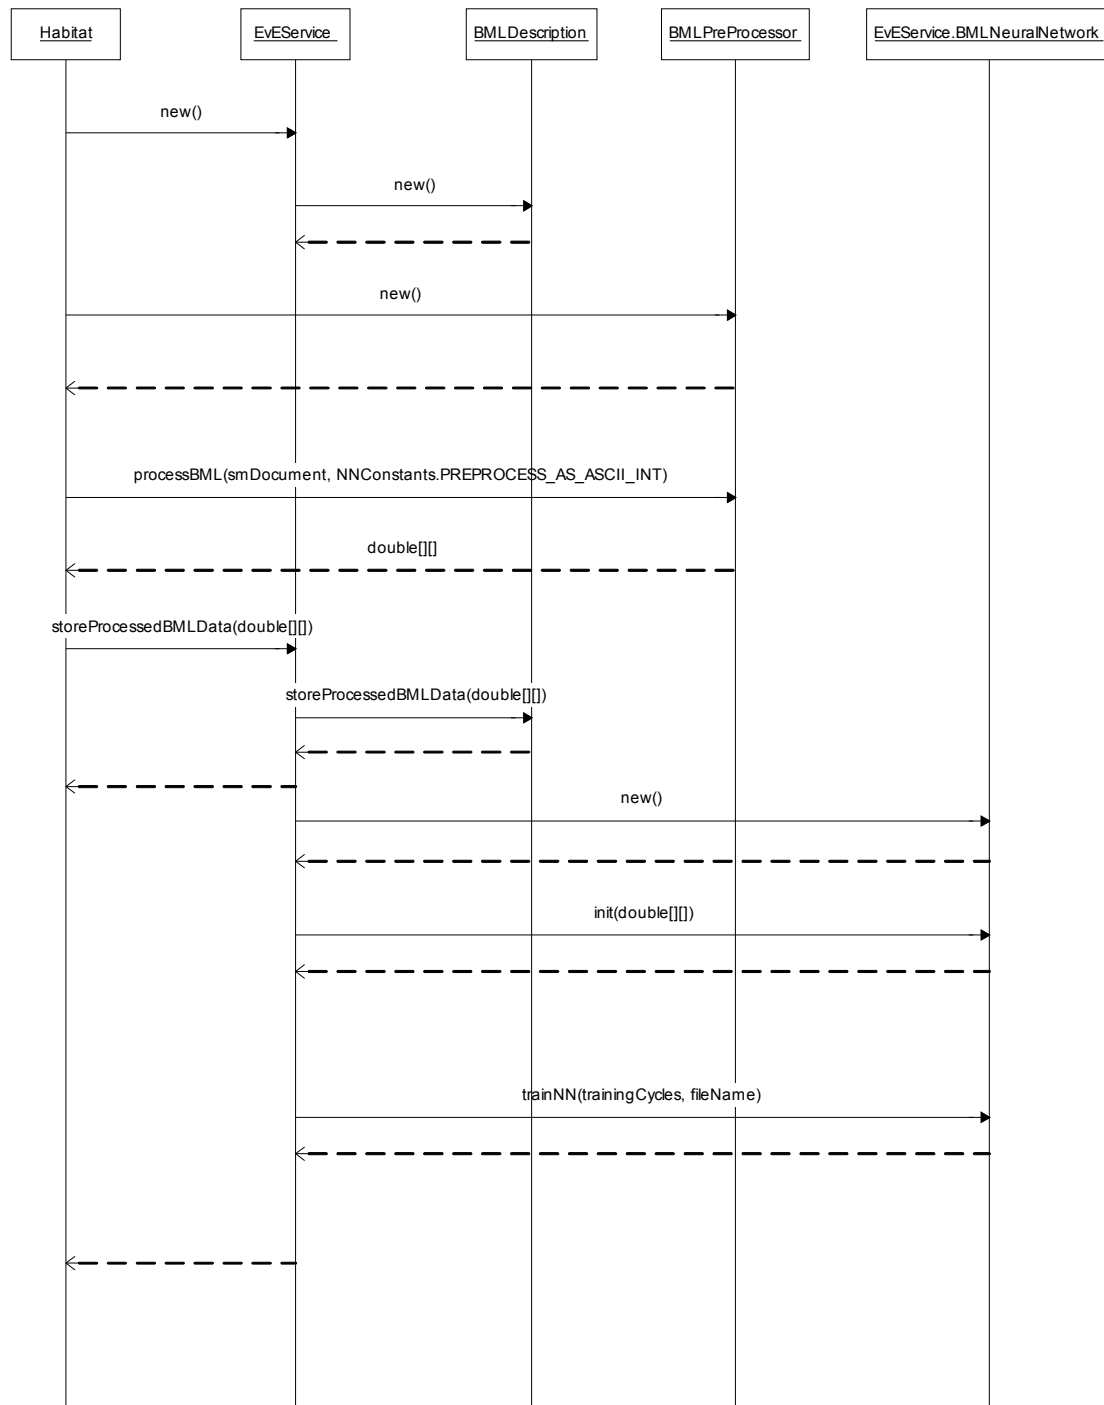 Habitat
EvEService
BMLDescription
BMLPreProcessor
EvEService.BMLNeuralNetwork
new()
new()
new()
processBML(smDocument, NNConstants.PREPROCESS_AS_ASCII_INT)
double[][]
storeProcessedBMLData(double[][])
storeProcessedBMLData(double[][])
new()
init(double[][])
trainNN(trainingCycles, fileName)